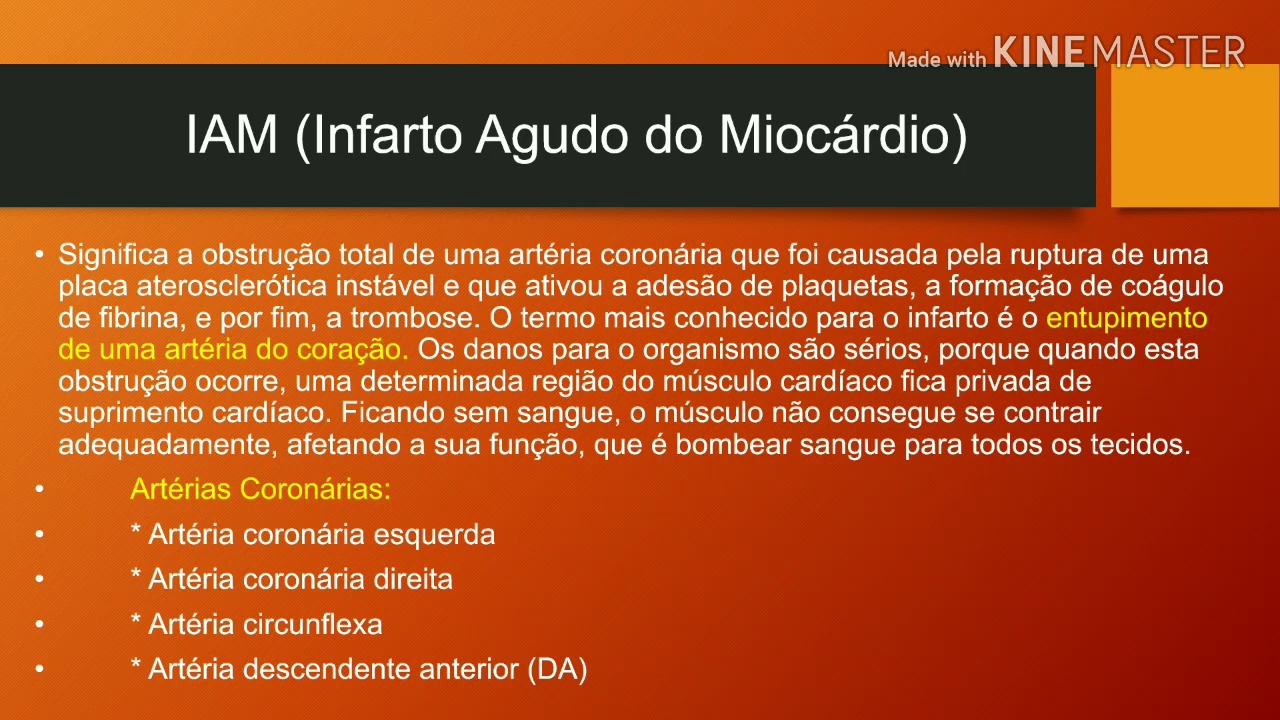 Made with KINEMASTER
IAM (Infarto Agudo do Miocárdio)
• Significa a obstrução total de uma artéria coronária que foi causada pela ruptura de uma
placa aterosclerótica instável e que ativou a adesão de plaquetas, a formação de coágulo
de fibrina, e por fim, a trombose. O termo mais conhecido para o infarto é o entupimento
de uma artéria do coração. Os danos para o organismo são sérios, porque quando esta
obstrução ocorre, uma determinada região do músculo cardíaco fica privada de
suprimento cardíaco. Ficando sem sangue, o músculo não consegue se contrair
adequadamente, afetando a sua função, que é bombear sangue para todos os tecidos.
• Artérias Coronárias:
• * Artéria coronária esquerda
• * Artéria coronária direita
• * Artéria circunflexa
• * Artéria descendente anterior (DA)